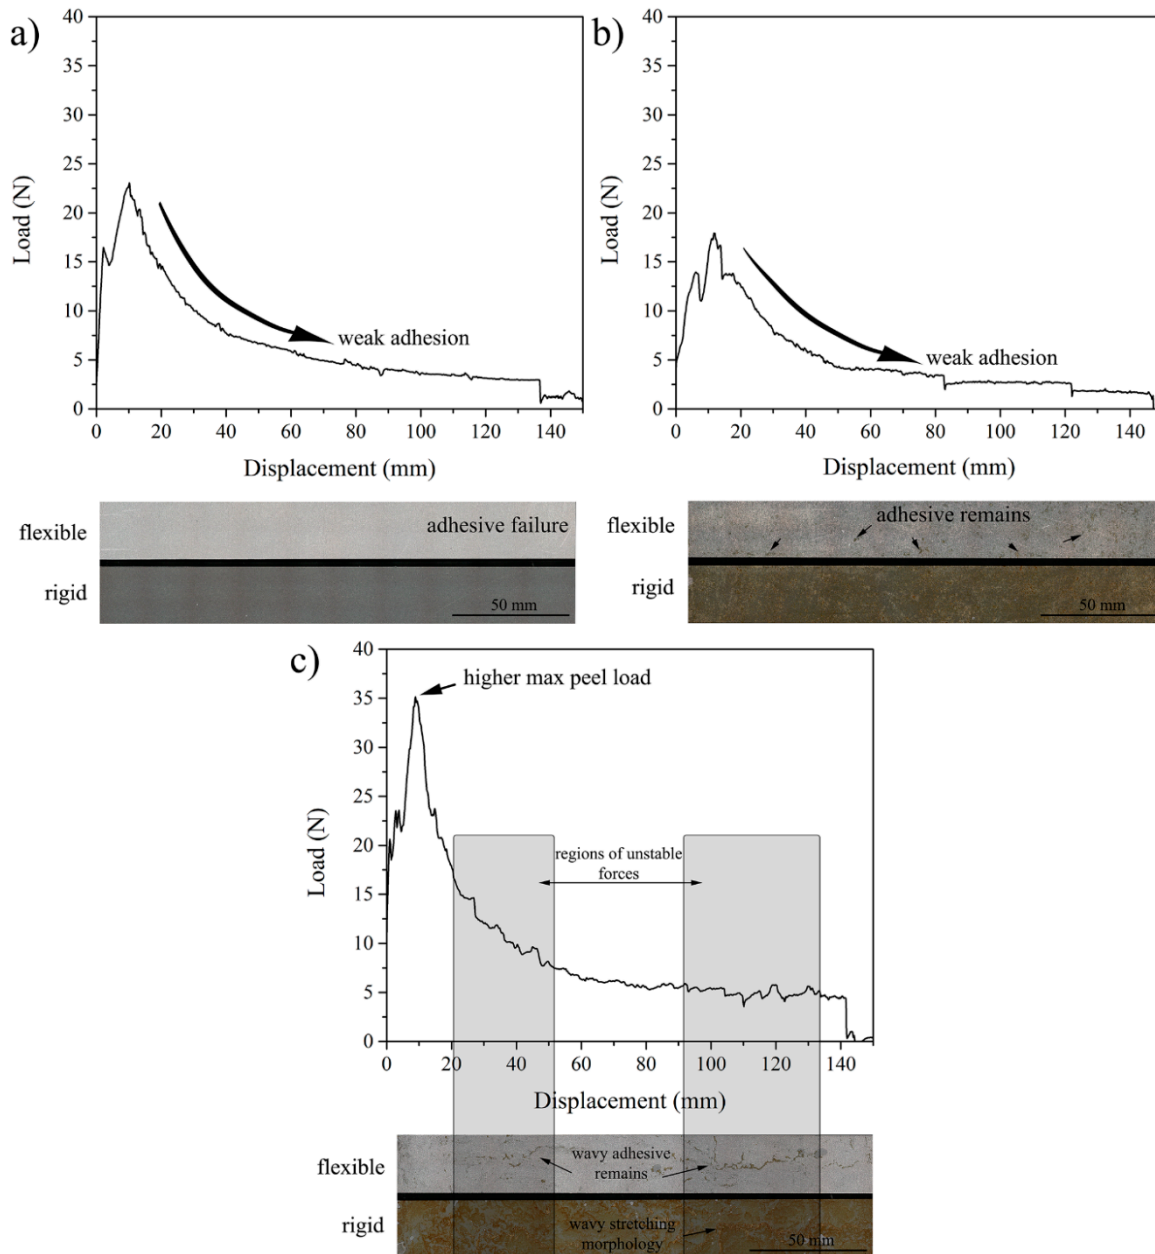 a)
40
35
30
25
20
15
10
5
0
Load (N)
weak adhesion
0 20 40 60 80 100 120 140
Displacement (mm)
flexible
adhesive failure
rigid
50 mm
b)
40
35
30
25
20
15
10
5
0
Load (N)
weak adhesion
0 20 40 60 80 100 120 140
Displacement (mm)
flexible
adhesive remains
rigid
50 mm
c)
40
35
30
25
20
15
10
5
0
Load (N)
higher max peel load
regions of unstable
forces
0 20 40 60 80 100 120 140
Displacement (mm)
flexible
wavy adhesive
remains
rigid
wavy stretching
morphology
50 mm